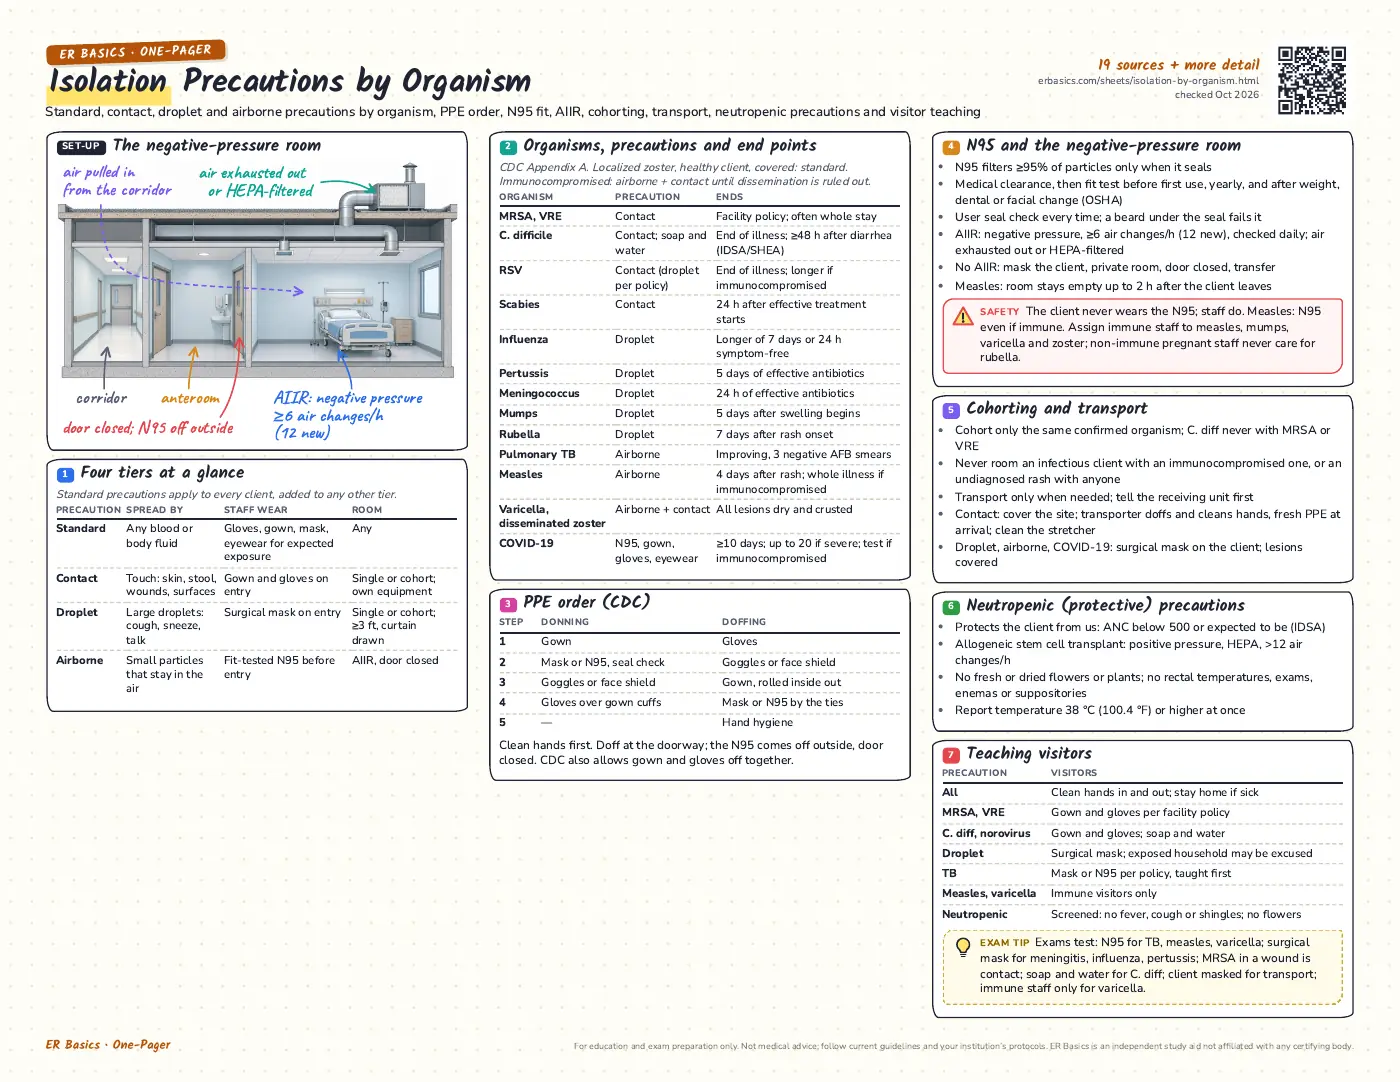 ER BASICS · ONE-PAGER
Isolation Precautions by Organism
Standard, contact, droplet and airborne precautions by organism, PPE order, N95 fit, AIIR, cohorting, transport, neutropenic precautions and visitor teaching
19 sources + more detail
erbasics.com/sheets/isolation-by-organism.html
checked Oct 2026
SET-UP The negative-pressure room
air pulled in
from the corridor
air exhausted out
or HEPA-filtered
corridor
anteroom
door closed; N95 off outside
AIIR: negative pressure
≥6 air changes/h
(12 new)
1 Four tiers at a glance
Standard precautions apply to every client, added to any other tier.
PRECAUTION SPREAD BY STAFF WEAR ROOM
Standard Any blood or Gloves, gown, mask, Any
body fluid eyewear for expected
exposure
Contact Touch: skin, stool, Gown and gloves on Single or cohort;
wounds, surfaces entry own equipment
Droplet Large droplets: Surgical mask on entry Single or cohort;
cough, sneeze, ≥3 ft, curtain
talk drawn
Airborne Small particles Fit-tested N95 before AIIR, door closed
that stay in the entry
air
2 Organisms, precautions and end points
CDC Appendix A. Localized zoster, healthy client, covered: standard.
Immunocompromised: airborne + contact until dissemination is ruled out.
ORGANISM PRECAUTION ENDS
MRSA, VRE Contact Facility policy; often whole stay
C. difficile Contact; soap and End of illness; ≥48 h after diarrhea
water (IDSA/SHEA)
RSV Contact (droplet End of illness; longer if
per policy) immunocompromised
Scabies Contact 24 h after effective treatment
starts
Influenza Droplet Longer of 7 days or 24 h
symptom-free
Pertussis Droplet 5 days of effective antibiotics
Meningococcus Droplet 24 h of effective antibiotics
Mumps Droplet 5 days after swelling begins
Rubella Droplet 7 days after rash onset
Pulmonary TB Airborne Improving, 3 negative AFB smears
Measles Airborne 4 days after rash; whole illness if
immunocompromised
Varicella, Airborne + contact All lesions dry and crusted
disseminated zoster
COVID-19 N95, gown, ≥10 days; up to 20 if severe; test if
gloves, eyewear immunocompromised
3 PPE order (CDC)
STEP DONNING DOFFING
1 Gown Gloves
2 Mask or N95, seal check Goggles or face shield
3 Goggles or face shield Gown, rolled inside out
4 Gloves over gown cuffs Mask or N95 by the ties
5 — Hand hygiene
Clean hands first. Doff at the doorway; the N95 comes off outside, door
closed. CDC also allows gown and gloves off together.
4 N95 and the negative-pressure room
• N95 filters ≥95% of particles only when it seals
• Medical clearance, then fit test before first use, yearly, and after weight,
dental or facial change (OSHA)
• User seal check every time; a beard under the seal fails it
• AIIR: negative pressure, ≥6 air changes/h (12 new), checked daily; air
exhausted out or HEPA-filtered
• No AIIR: mask the client, private room, door closed, transfer
• Measles: room stays empty up to 2 h after the client leaves
SAFETY The client never wears the N95; staff do. Measles: N95
even if immune. Assign immune staff to measles, mumps,
varicella and zoster; non-immune pregnant staff never care for
rubella.
5 Cohorting and transport
• Cohort only the same confirmed organism; C. diff never with MRSA or
VRE
• Never room an infectious client with an immunocompromised one, or an
undiagnosed rash with anyone
• Transport only when needed; tell the receiving unit first
• Contact: cover the site; transporter doffs and cleans hands, fresh PPE at
arrival; clean the stretcher
• Droplet, airborne, COVID-19: surgical mask on the client; lesions
covered
6 Neutropenic (protective) precautions
• Protects the client from us: ANC below 500 or expected to be (IDSA)
• Allogeneic stem cell transplant: positive pressure, HEPA, >12 air
changes/h
• No fresh or dried flowers or plants; no rectal temperatures, exams,
enemas or suppositories
• Report temperature 38 °C (100.4 °F) or higher at once
7 Teaching visitors
PRECAUTION VISITORS
All Clean hands in and out; stay home if sick
MRSA, VRE Gown and gloves per facility policy
C. diff, norovirus Gown and gloves; soap and water
Droplet Surgical mask; exposed household may be excused
TB Mask or N95 per policy, taught first
Measles, varicella Immune visitors only
Neutropenic Screened: no fever, cough or shingles; no flowers
EXAM TIP Exams test: N95 for TB, measles, varicella; surgical
mask for meningitis, influenza, pertussis; MRSA in a wound is
contact; soap and water for C. diff; client masked for transport;
immune staff only for varicella.
ER Basics · One-Pager
For education and exam preparation only. Not medical advice; follow current guidelines and your institution's protocols. ER Basics is an independent study aid not affiliated with any certifying body.